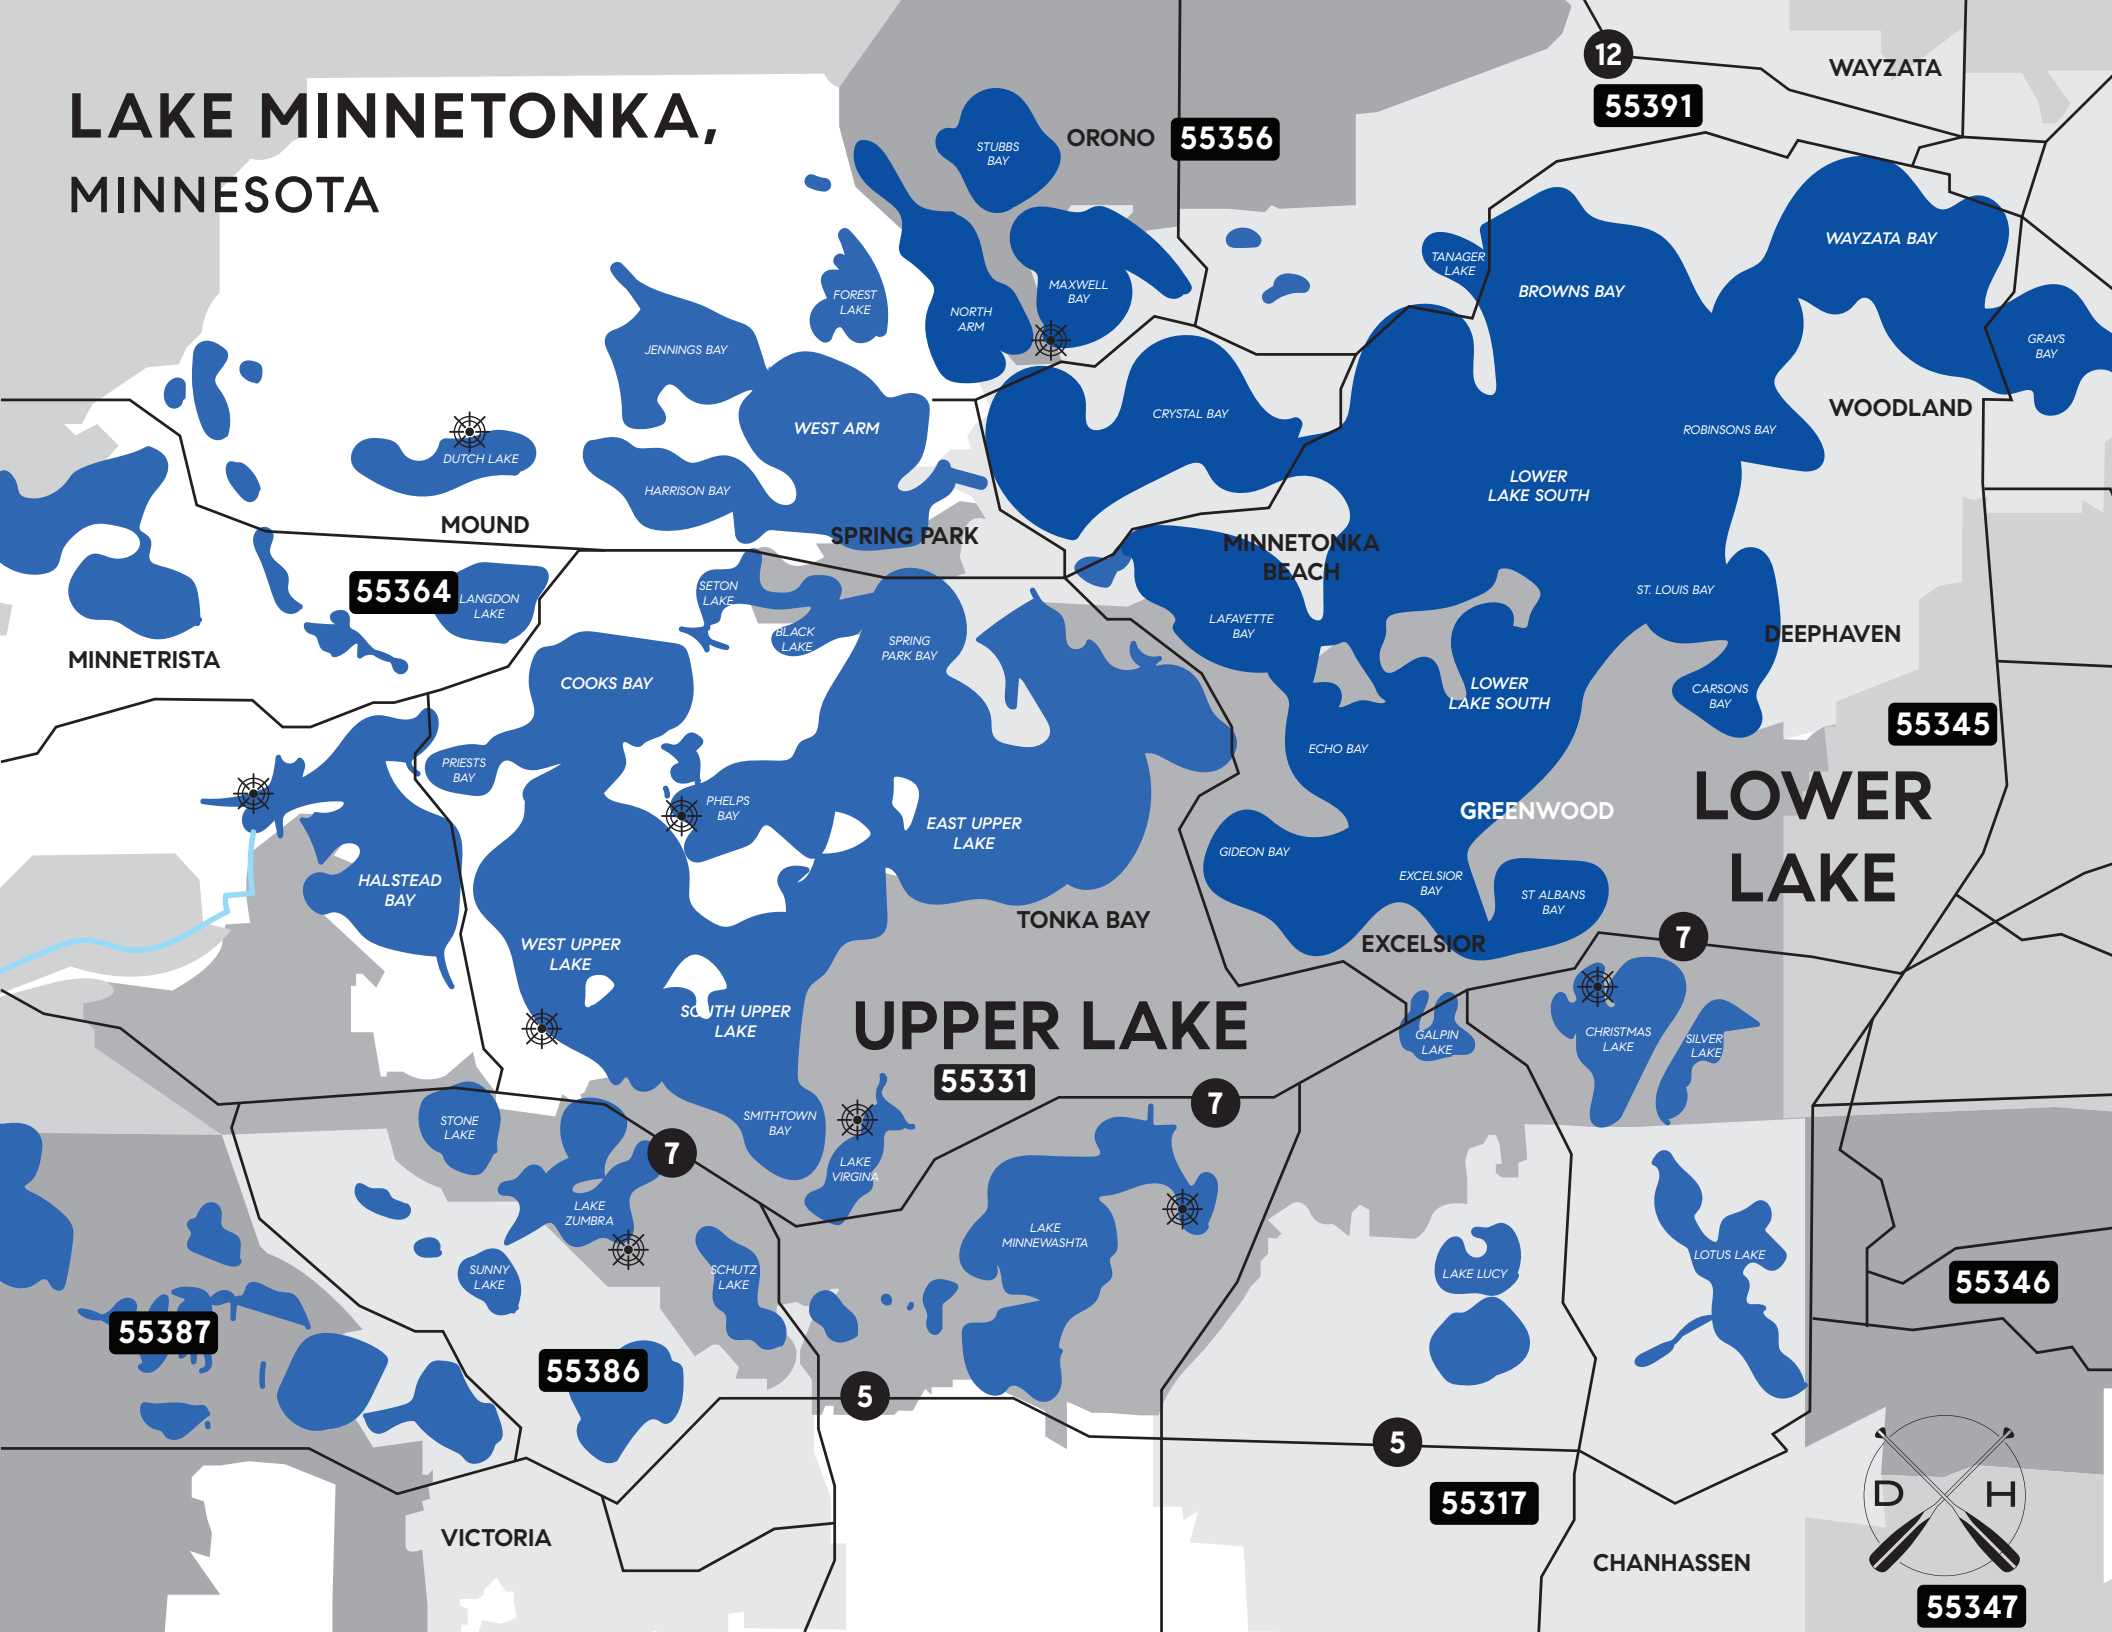 LAKE MINNETONKA,
MINNESOTA
12
55391
WAYZATA
ORONO
55356
STUBBS
BAY
WAYZATA BAY
TANAGER
LAKE
BROWNS BAY
FOREST
LAKE
MAXWELL
BAY
NORTH
ARM
GRAYS
BAY
JENNINGS BAY
WOODLAND
CRYSTAL BAY
WEST ARM
ROBINSONS BAY
DUTCH LAKE
HARRISON BAY
LOWER
LAKE SOUTH
MOUND
SPRING PARK
MINNETONKA
BEACH
55364
LANGDON
LAKE
SETON
LAKE
BLACK
LAKE
SPRING
PARK BAY
LAFAYETTE
BAY
ST. LOUIS BAY
DEEPHAVEN
MINNETRISTA
COOKS BAY
LOWER
LAKE SOUTH
CARSONS
BAY
55345
PRIESTS
BAY
ECHO BAY
PHELPS
BAY
GREENWOOD
LOWER
LAKE
EAST UPPER
LAKE
GIDEON BAY
HALSTEAD
BAY
EXCELSIOR
BAY
ST ALBANS
BAY
TONKA BAY
EXCELSIOR
7
WEST UPPER
LAKE
SOUTH UPPER
LAKE
UPPER LAKE
55331
GALPIN
LAKE
CHRISTMAS
LAKE
SILVER
LAKE
7
STONE
LAKE
SMITHTOWN
BAY
7
LAKE
VIRGINA
LAKE
ZUMBRA
LAKE
MINNEWASHTA
LOTUS LAKE
SUNNY
LAKE
SCHUTZ
LAKE
LAKE LUCY
55346
55387
55386
5
5
55317
D H
VICTORIA
CHANHASSEN
55347